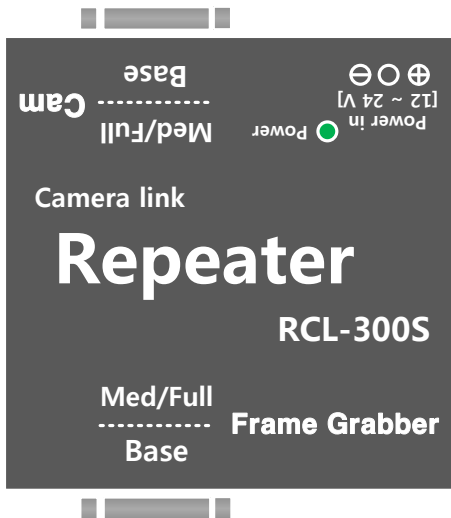 Base
Cam
Med/Full
[12 ~ 24 V]
Power in
Power
Camera link
Repeater
RCL-300S
Med/Full
Frame Grabber
Base